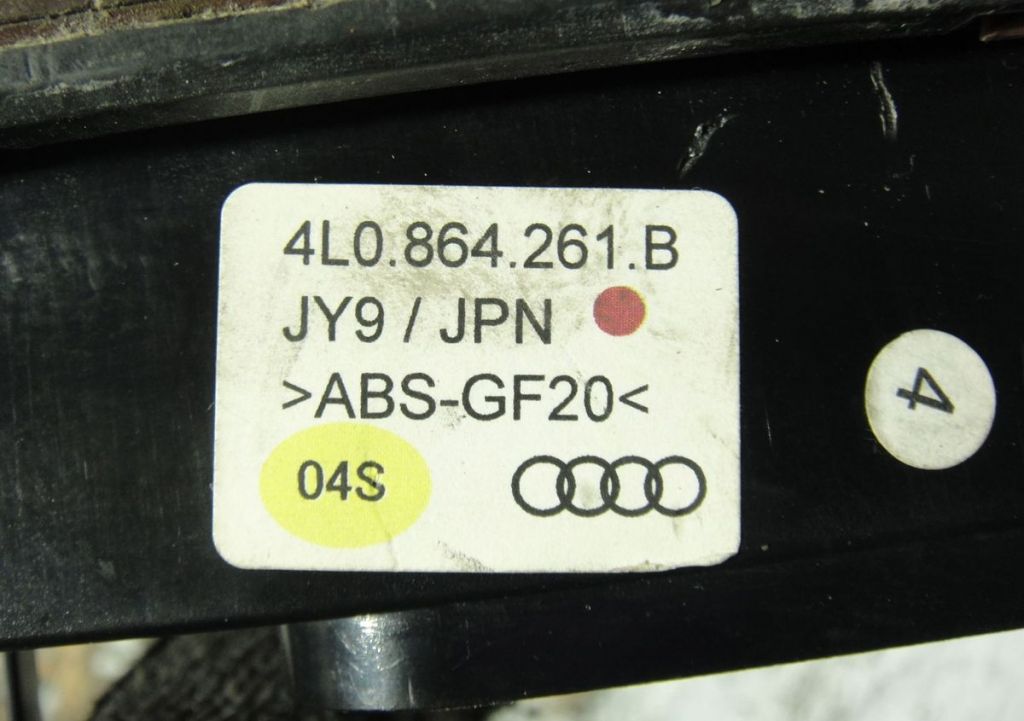 4L0.864.261.B
JY9 / JPN
>ABS-GF20<
04S
4